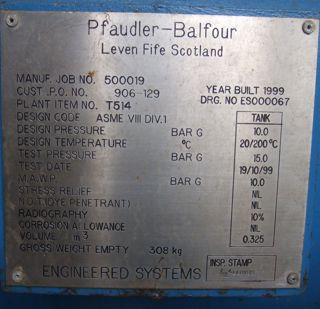 Pfaudler-Balfour
Leven Fife Scotland
MANUF. JOB NO. 500019
CUST .P.O. NO. 906-129
PLANT ITEM NO. T514
YEAR BUILT 1999
DRG. NO ES000067
DESIGN CODE ASME VIII DIV.1 TANK
DESIGN PRESSURE BAR G 10.0
DESIGN TEMPERATURE °C 20/200°C
TEST PRESSURE BAR G 15.0
TEST DATE 19/10/99
M.A.W.P. BAR G 10.0
STRESS RELIEF NIL
N.D.T.(DYE PENETRANT) NIL
RADIOGRAPHY 10%
CORROSION ALLOWANCE NIL
VOLUME m3 0.325
GROSS WEIGHT EMPTY 308 kg
ENGINEERED SYSTEMS
INSP. STAMP